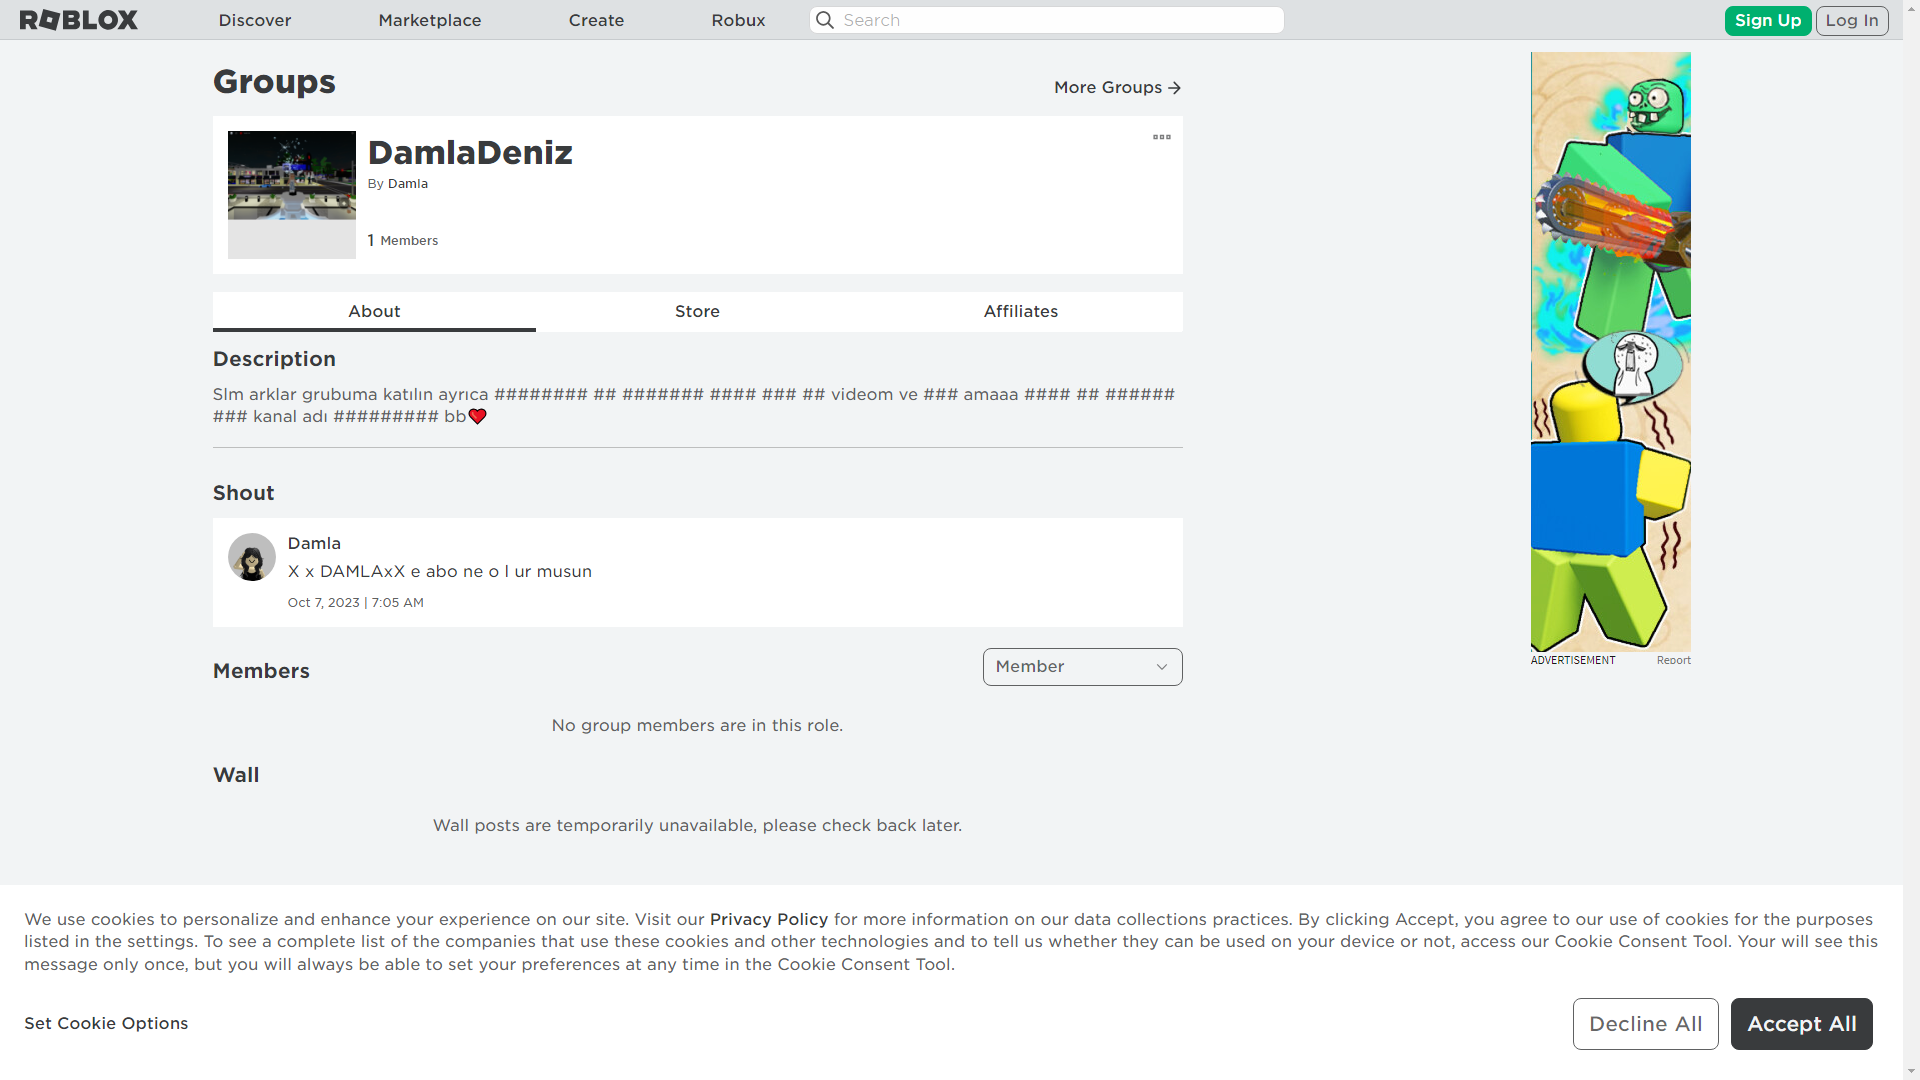 ROBLOX
Discover
Marketplace
Create
Robux
Search
Sign Up
Log In
Groups
More Groups →
DamlaDeniz
By Damla
1 Members
About
Store
Affiliates
Description
Slm arklar grubuma katılın ayrıca ######## ## ####### #### ### ## videom ve ### amaaa #### ## ######
### kanal adı ######### bb❤
Shout
Damla
X x DAMLAxX e abo ne o l ur musun
Oct 7, 2023 | 7:05 AM
Members
Member
No group members are in this role.
Wall
Wall posts are temporarily unavailable, please check back later.
ADVERTISEMENT
Report
We use cookies to personalize and enhance your experience on our site. Visit our Privacy Policy for more information on our data collections practices. By clicking Accept, you agree to our use of cookies for the purposes
listed in the settings. To see a complete list of the companies that use these cookies and other technologies and to tell us whether they can be used on your device or not, access our Cookie Consent Tool. Your will see this
message only once, but you will always be able to set your preferences at any time in the Cookie Consent Tool.
Set Cookie Options
Decline All
Accept All